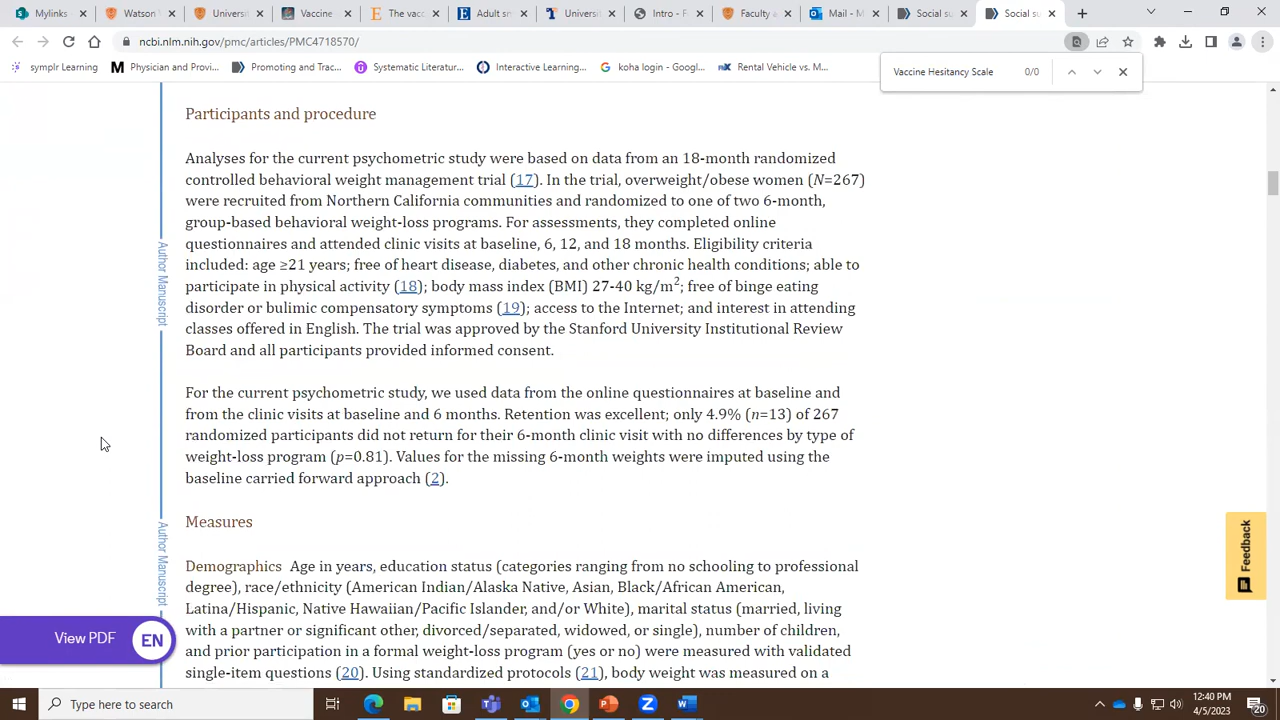 Mylinks
Watson
Universi
Vaccine
The vacc
Adult sm
Universi
Intro - F
Faculty a
Mail - M
Social su
Social su
ncbi.nlm.nih.gov/pmc/articles/PMC4718570/
symplr Learning
Physician and Provi...
Promoting and Trac...
Systematic Literatur...
Interactive Learning...
koha login - Googl...
Rental Vehicle vs. M...
Vaccine Hesitancy Scale 0/0
Participants and procedure
Analyses for the current psychometric study were based on data from an 18-month randomized
controlled behavioral weight management trial (17). In the trial, overweight/obese women (N=267)
were recruited from Northern California communities and randomized to one of two 6-month,
group-based behavioral weight-loss programs. For assessments, they completed online
questionnaires and attended clinic visits at baseline, 6, 12, and 18 months. Eligibility criteria
included: age ≥21 years; free of heart disease, diabetes, and other chronic health conditions; able to
participate in physical activity (18); body mass index (BMI) 27-40 kg/m2; free of binge eating
disorder or bulimic compensatory symptoms (19); access to the Internet; and interest in attending
classes offered in English. The trial was approved by the Stanford University Institutional Review
Board and all participants provided informed consent.
For the current psychometric study, we used data from the online questionnaires at baseline and
from the clinic visits at baseline and 6 months. Retention was excellent; only 4.9% (n=13) of 267
randomized participants did not return for their 6-month clinic visit with no differences by type of
weight-loss program (p=0.81). Values for the missing 6-month weights were imputed using the
baseline carried forward approach (2).
Measures
Demographics Age in years, education status (categories ranging from no schooling to professional
degree), race/ethnicity (American Indian/Alaska Native, Asian, Black/African American,
Latina/Hispanic, Native Hawaiian/Pacific Islander, and/or White), marital status (married, living
with a partner or significant other, divorced/separated, widowed, or single), number of children,
and prior participation in a formal weight-loss program (yes or no) were measured with validated
single-item questions (20). Using standardized protocols (21), body weight was measured on a
Author Manuscript
Author Manuscript
Feedback
View PDF
EN
Type here to search
12:40 PM
4/5/2023
20